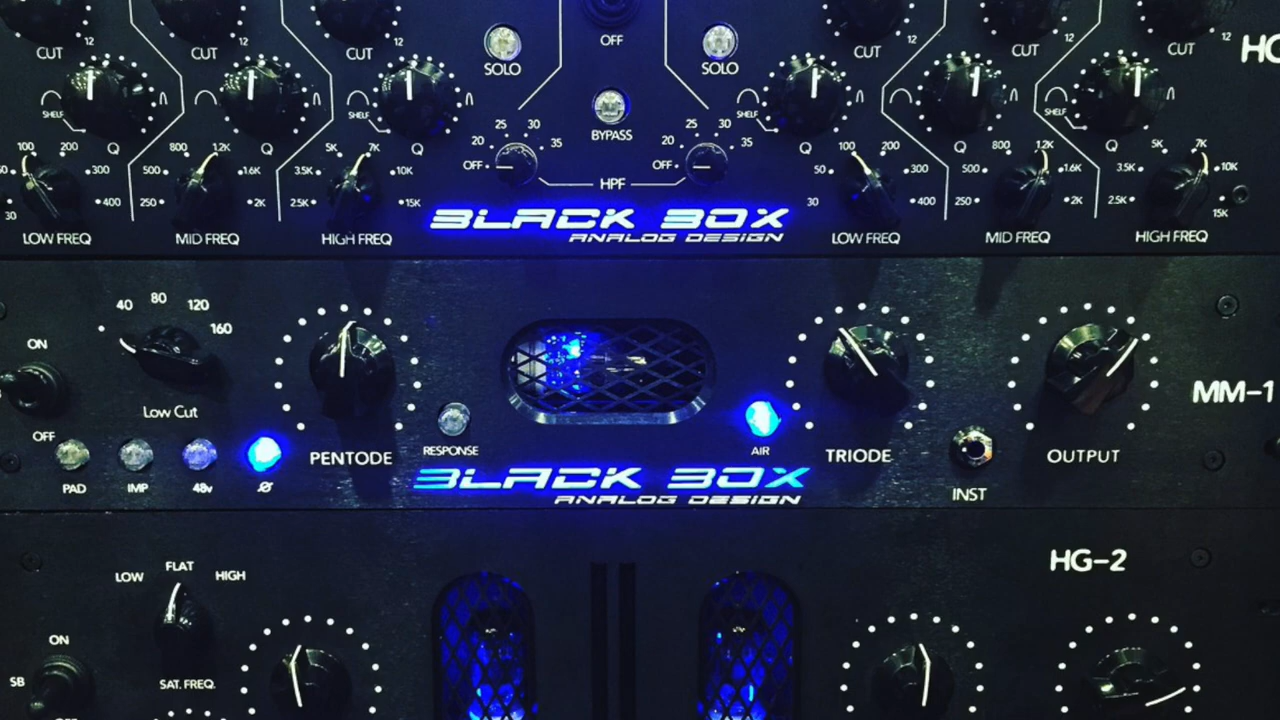 CUT 12 CUT 12 CUT 12 SOLO OFF SOLO CUT 12 CUT 12 CUT 12
SHELF SHELF BYPASS SHELF SHELF
Q Q Q 20 25 30 35 20 25 30 35 Q Q Q
OFF HPF OFF
30 100 200 300 400
250 500 800 1.2K 1.6K 2K
2.5K 3.5K 5K 7K 10K 15K
30 50 100 200 300 400
250 500 800 1.2K 1.6K 2K
2.5K 3.5K 5K 7K 10K 15K
BLACK BOX
ANALOG DESIGN
LOW FREQ MID FREQ HIGH FREQ LOW FREQ MID FREQ HIGH FREQ
40 80 120 160
ON
MM-1
Low Cut
OFF
PENTODE RESPONSE AIR TRIODE OUTPUT
PAD IMP 48v Ø
BLACK BOX
ANALOG DESIGN
INST
HG-2
LOW FLAT HIGH
ON
SB
SAT. FREQ.